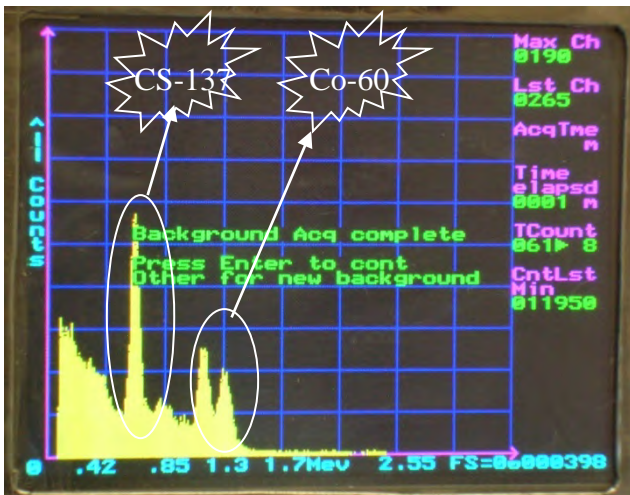 CS-137
Co-60
Max Ch
0190
Lst Ch
0265
AcqTme
m
Time
elapsd
0001 m
TCount
CntLst
Min
011950
Counts
Background Acq complete
Press Enter to cont
Other for new background
0 .42 .85 1.3 1.7Mev 2.55